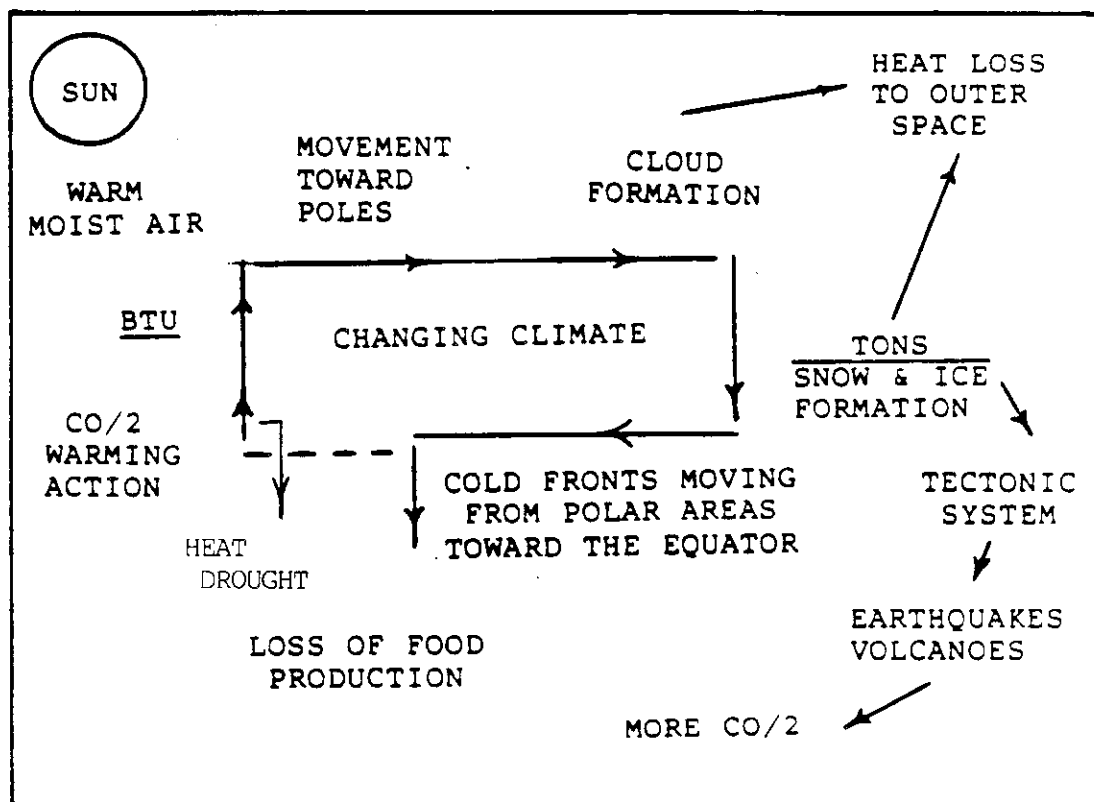 SUN
WARM
MOIST AIR
MOVEMENT
TOWARD
POLES
CLOUD
FORMATION
HEAT LOSS
TO OUTER
SPACE
BTU
CHANGING CLIMATE
TONS
SNOW & ICE
FORMATION
CO/2
WARMING
ACTION
COLD FRONTS MOVING
FROM POLAR AREAS
TOWARD THE EQUATOR
TECTONIC
SYSTEM
HEAT
DROUGHT
LOSS OF FOOD
PRODUCTION
EARTHQUAKES
VOLCANOES
MORE CO/2